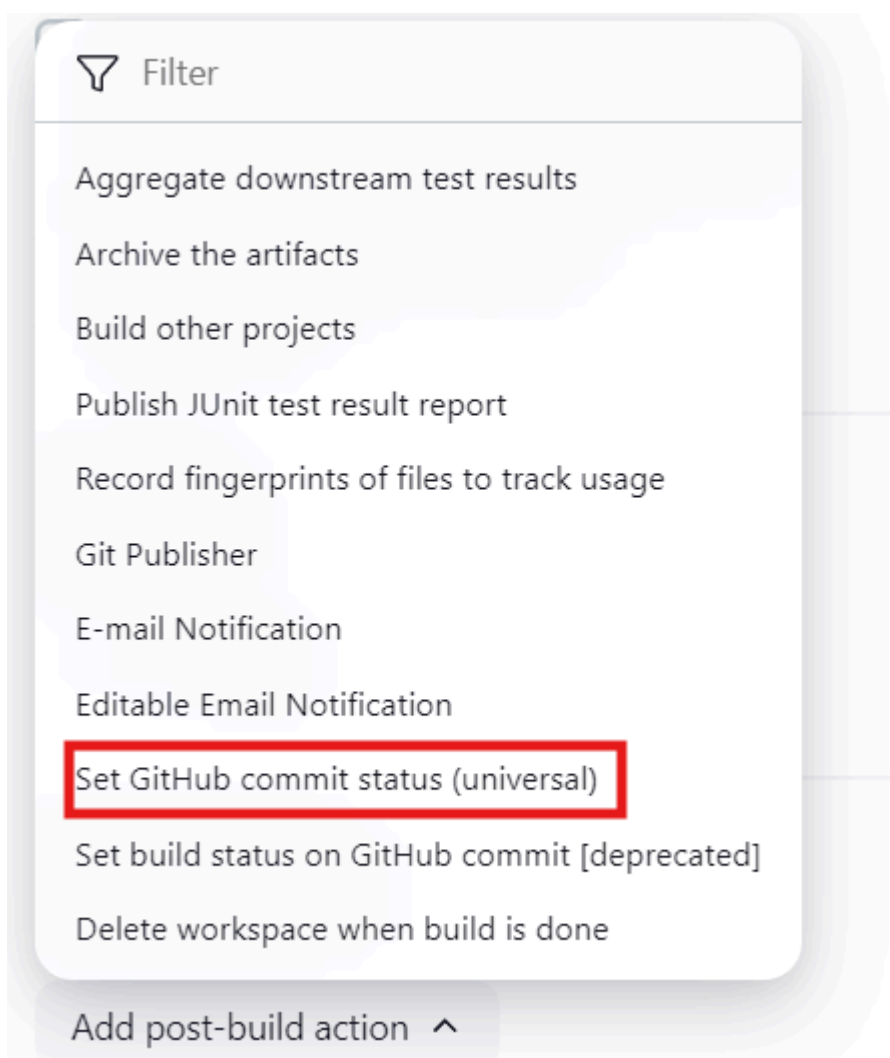 Filter
Aggregate downstream test results
Archive the artifacts
Build other projects
Publish JUnit test result report
Record fingerprints of files to track usage
Git Publisher
E-mail Notification
Editable Email Notification
Set GitHub commit status (universal)
Set build status on GitHub commit [deprecated]
Delete workspace when build is done
Add post-build action